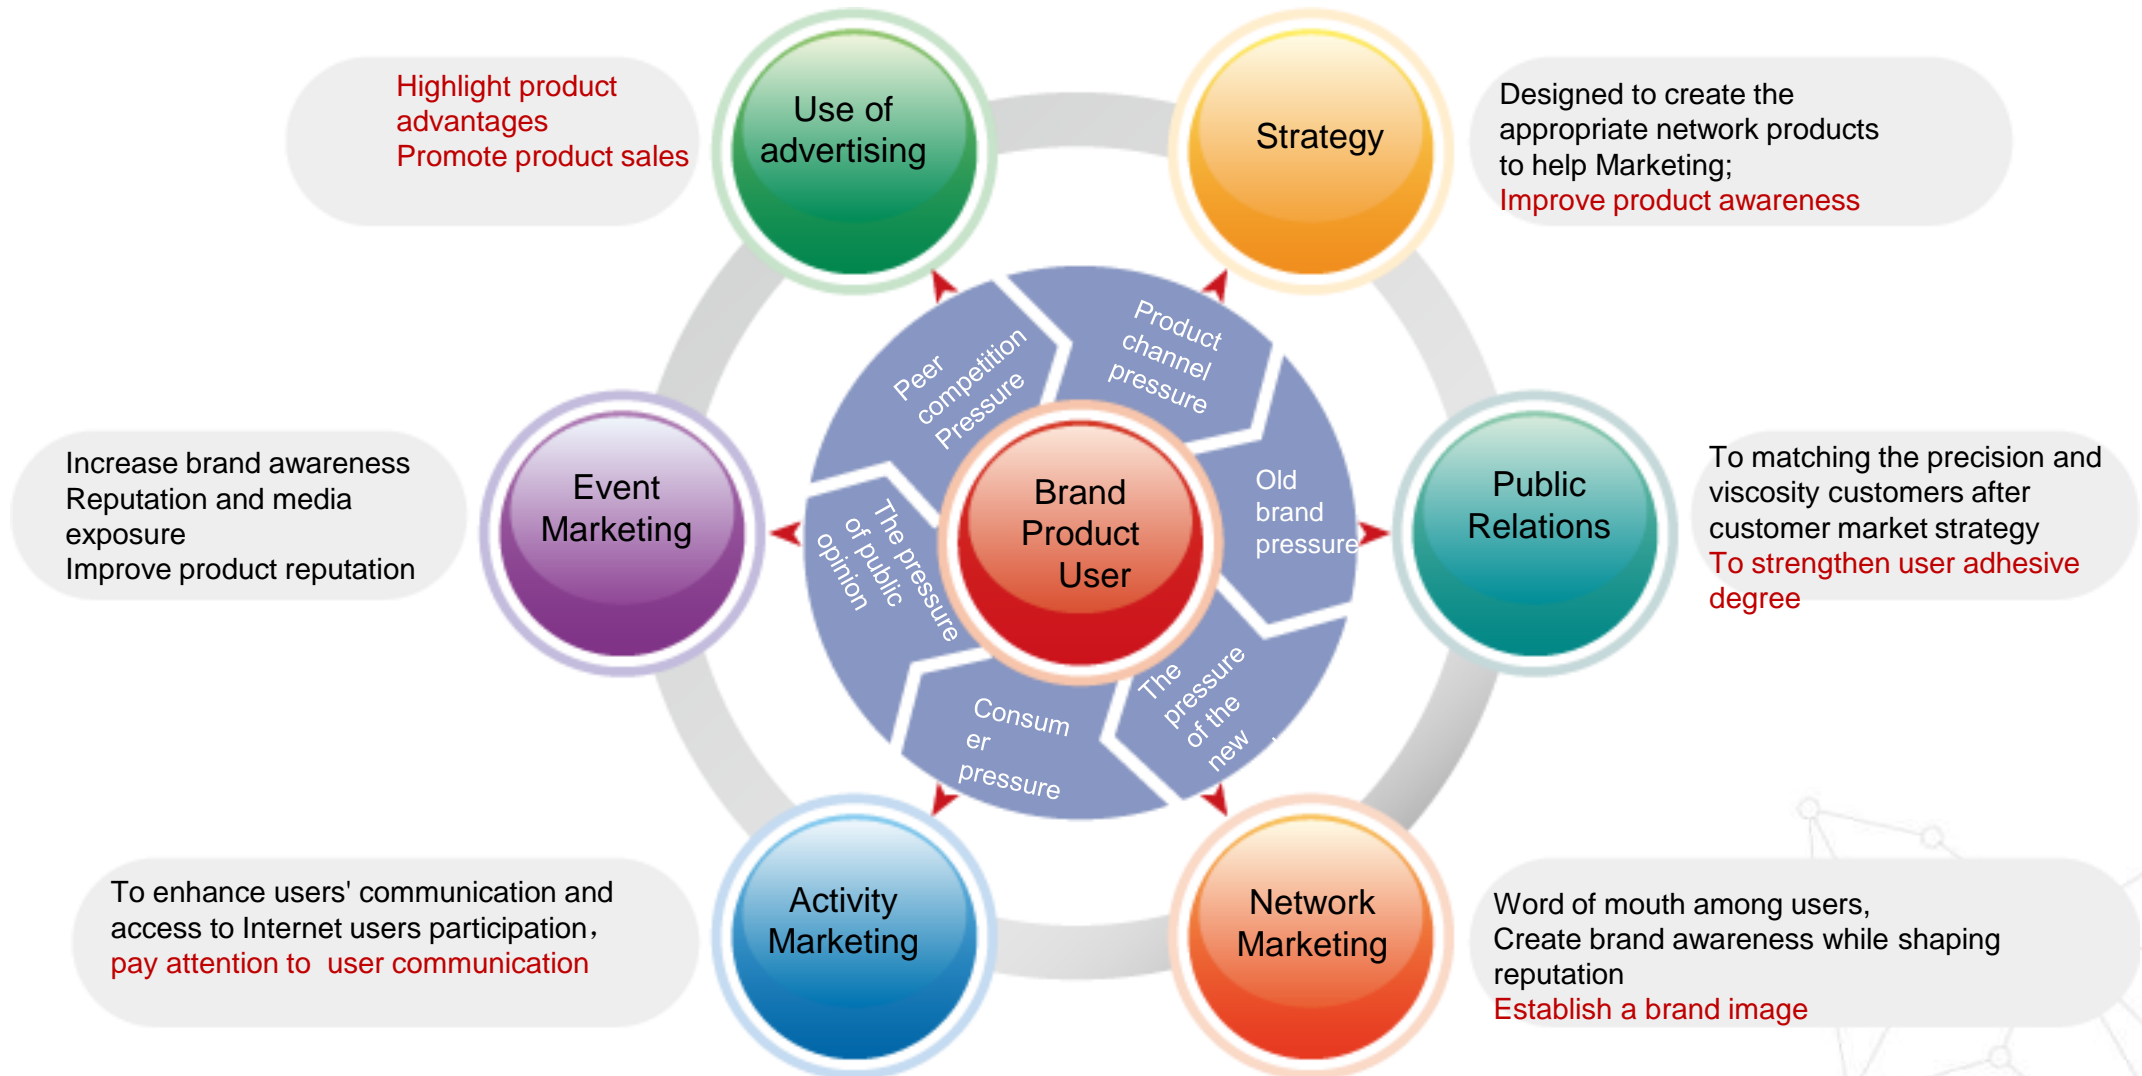 Highlight product
advantages
Promote product sales
Use of
advertising
Strategy
Designed to create the
appropriate network products
to help Marketing;
Improve product awareness
Peer
competition
Pressure
Product
channel
pressure
Increase brand awareness
Reputation and media
exposure
Improve product reputation
Event
Marketing
The pressure
of public
opinion
Brand
Product
User
Old
brand
pressure
Public
Relations
To matching the precision and
viscosity customers after
customer market strategy
To strengthen user adhesive
degree
Consum
er
pressure
The
pressure
of the
new
To enhance users' communication and
access to Internet users participation，
pay attention to  user communication
Activity
Marketing
Network
Marketing
Word of mouth among users,
Create brand awareness while shaping
reputation
Establish a brand image